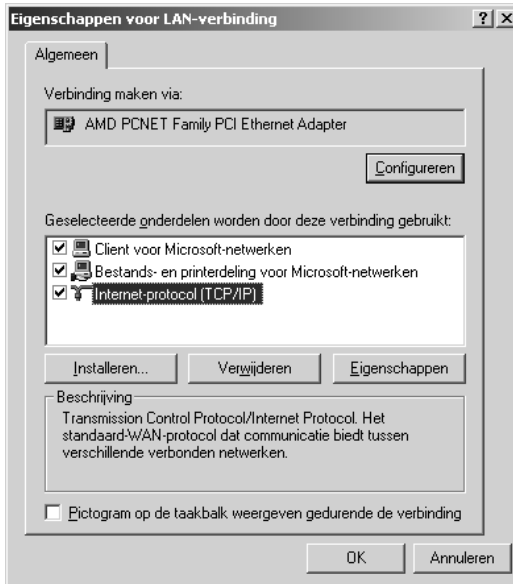 Eigenschappen voor LAN-verbinding
Algemeen
Verbinding maken via:
AMD PCNET Family PCI Ethernet Adapter
Configureren
Geselecteerde onderdelen worden door deze verbinding gebruikt:
Client voor Microsoft-netwerken
Bestands- en printerdeling voor Microsoft-netwerken
Internet-protocol (TCP/IP)
Installeren... Verwijderen Eigenschappen
Beschrijving
Transmission Control Protocol/Internet Protocol. Het
standaard-WAN-protocol dat communicatie biedt tussen
verschillende verbonden netwerken.
Pictogram op de taakbalk weergeven gedurende de verbinding
OK Annuleren